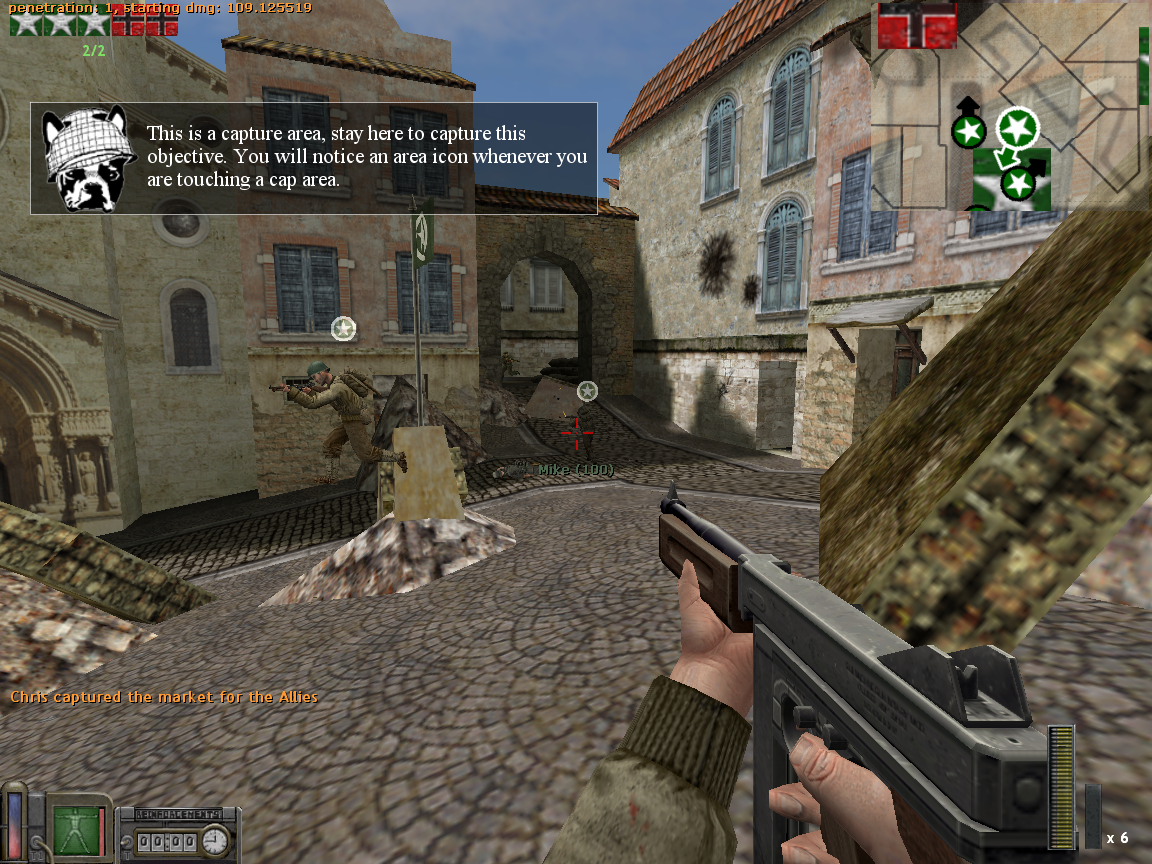 penetration: 1, starting dmg: 109.125519
2/2
This is a capture area, stay here to capture this
objective. You will notice an area icon whenever you
are touching a cap area.
Mike (100)
Chris captured the market for the Allies
REINFORCEMENTS
00:00
x 6